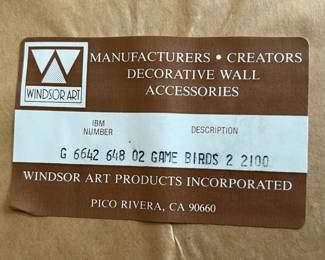 WINDSOR ART
MANUFACTURERS • CREATORS
DECORATIVE WALL
ACCESSORIES
IBM
NUMBER
DESCRIPTION
G 6642 648 02 GAME BIRDS 2 2100
WINDSOR ART PRODUCTS INCORPORATED
PICO RIVERA, CA 90660